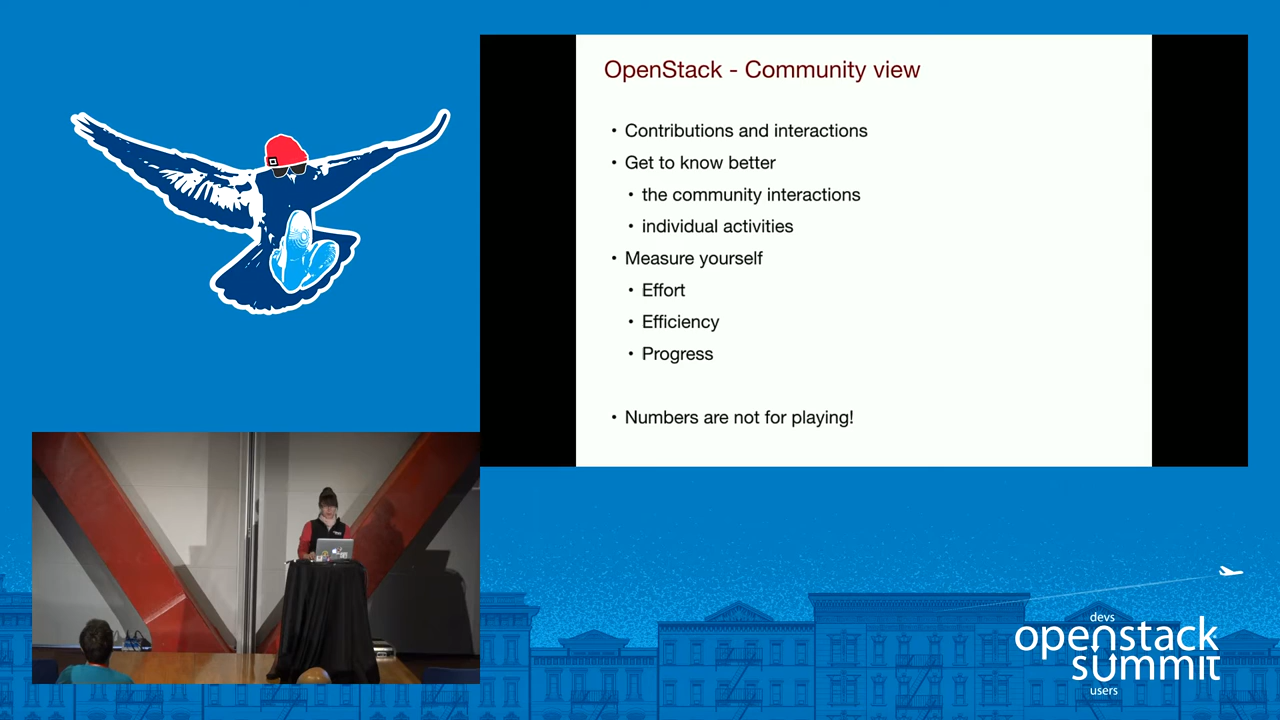 OpenStack - Community view
• Contributions and interactions
• Get to know better
• the community interactions
• individual activities
• Measure yourself
• Effort
• Efficiency
• Progress
• Numbers are not for playing!
devs
openstack
summit
users